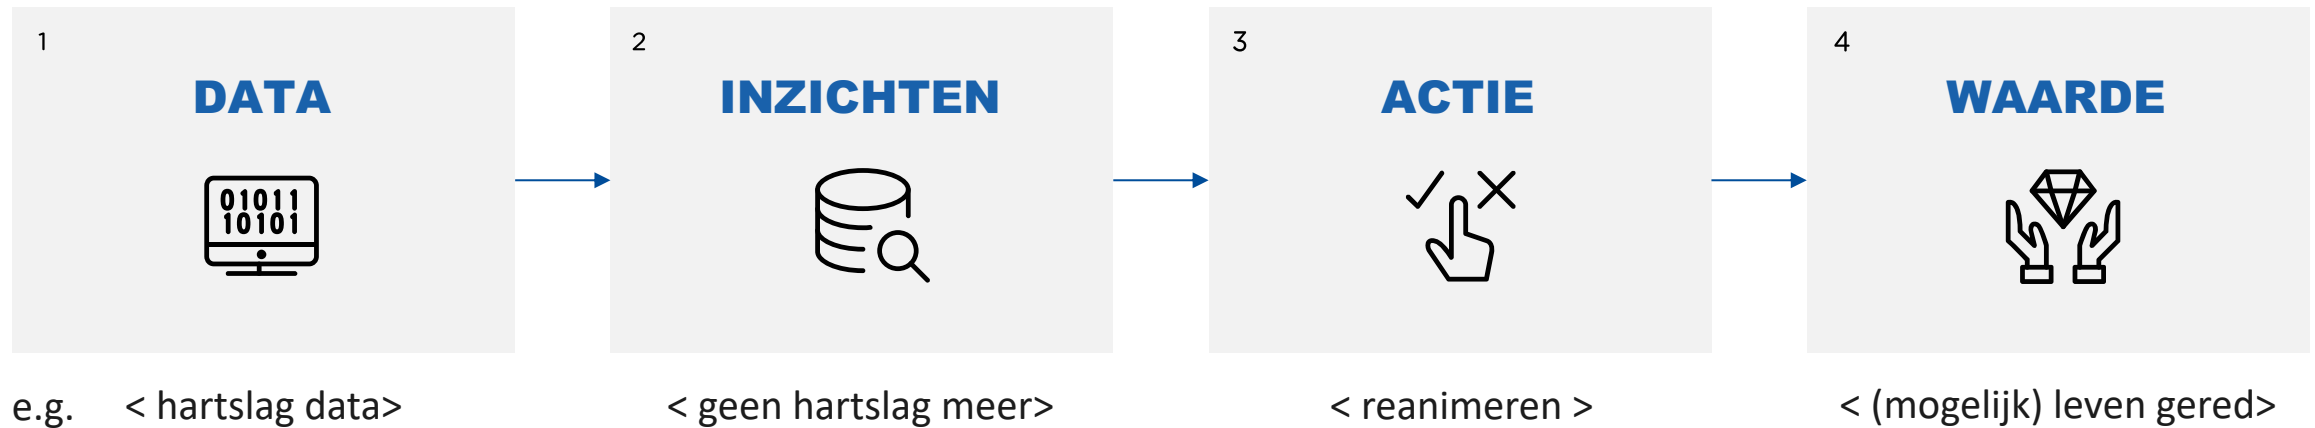 1
DATA
01011
10101
2
INZICHTEN
3
ACTIE
4
WAARDE
e.g.
< hartslag data>
< geen hartslag meer>
< reanimeren >
< (mogelijk) leven gered>